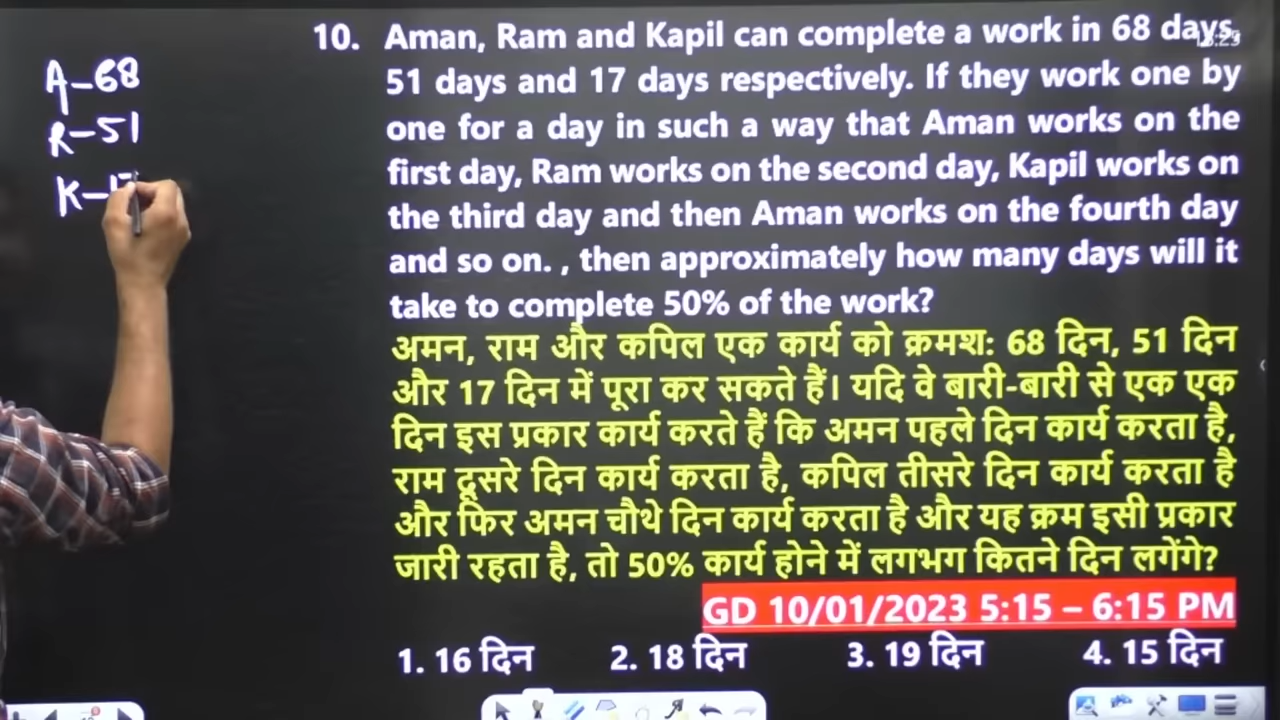 A-68
R-51
K-1
10. Aman, Ram and Kapil can complete a work in 68 days,
51 days and 17 days respectively. If they work one by
one for a day in such a way that Aman works on the
first day, Ram works on the second day, Kapil works on
the third day and then Aman works on the fourth day
and so on. , then approximately how many days will it
take to complete 50% of the work?
अमन, राम और कपिल एक कार्य को क्रमश: 68 दिन, 51 दिन
और 17 दिन में पूरा कर सकते हैं। यदि वे बारी-बारी से एक एक
दिन इस प्रकार कार्य करते हैं कि अमन पहले दिन कार्य करता है,
राम दूसरे दिन कार्य करता है, कपिल तीसरे दिन कार्य करता है
और फिर अमन चौथे दिन कार्य करता है और यह क्रम इसी प्रकार
जारी रहता है, तो 50% कार्य होने में लगभग कितने दिन लगेंगे?
GD 10/01/2023 5:15 – 6:15 PM
1. 16 दिन 2. 18 दिन 3. 19 दिन 4. 15 दिन